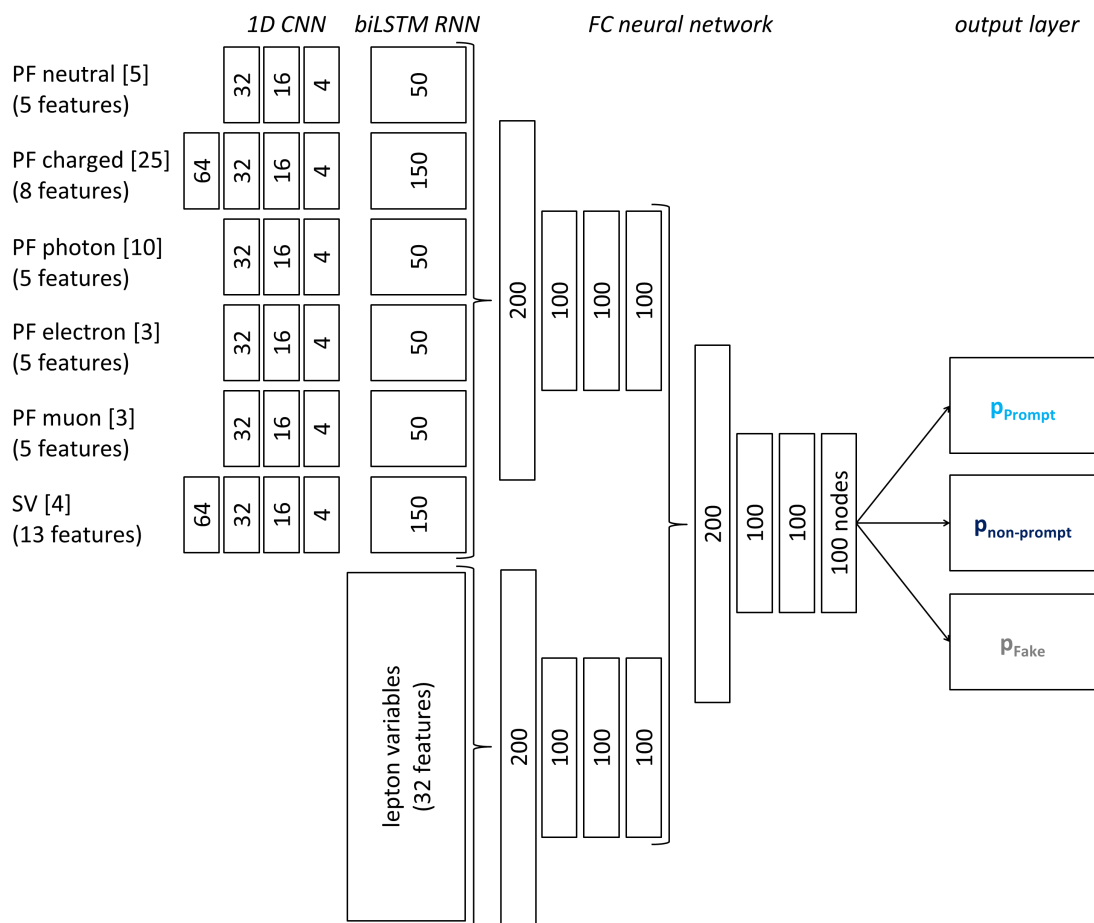 1D CNN biLSTM RNN FC neural network output layer
PF neutral [5]
(5 features)
32 16 4 50
PF charged [25]
(8 features)
64 32 16 4 150
PF photon [10]
(5 features)
32 16 4 50
PF electron [3]
(5 features)
32 16 4 50
PF muon [3]
(5 features)
32 16 4 50
SV [4]
(13 features)
64 32 16 4 150
200 100 100 100
lepton variables
(32 features)
200 100 100 100
200 100 100 100 nodes
pPrompt
pnon-prompt
pFake